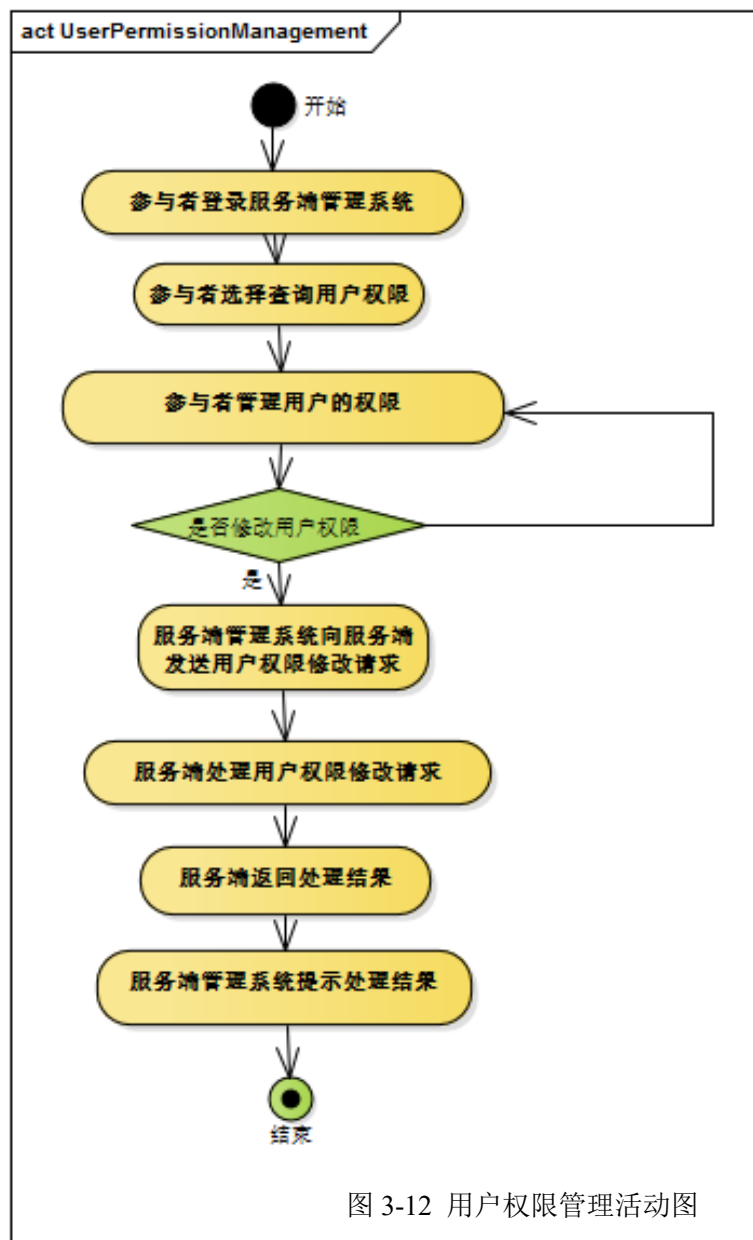 act UserPermissionManagement
开始
参与者登录服务端管理系统
参与者选择查询用户权限
参与者管理用户的权限
是否修改用户权限
是
服务端管理系统向服务端
发送用户权限修改请求
服务端处理用户权限修改请求
服务端返回处理结果
服务端管理系统提示处理结果
结束
图 3-12 用户权限管理活动图